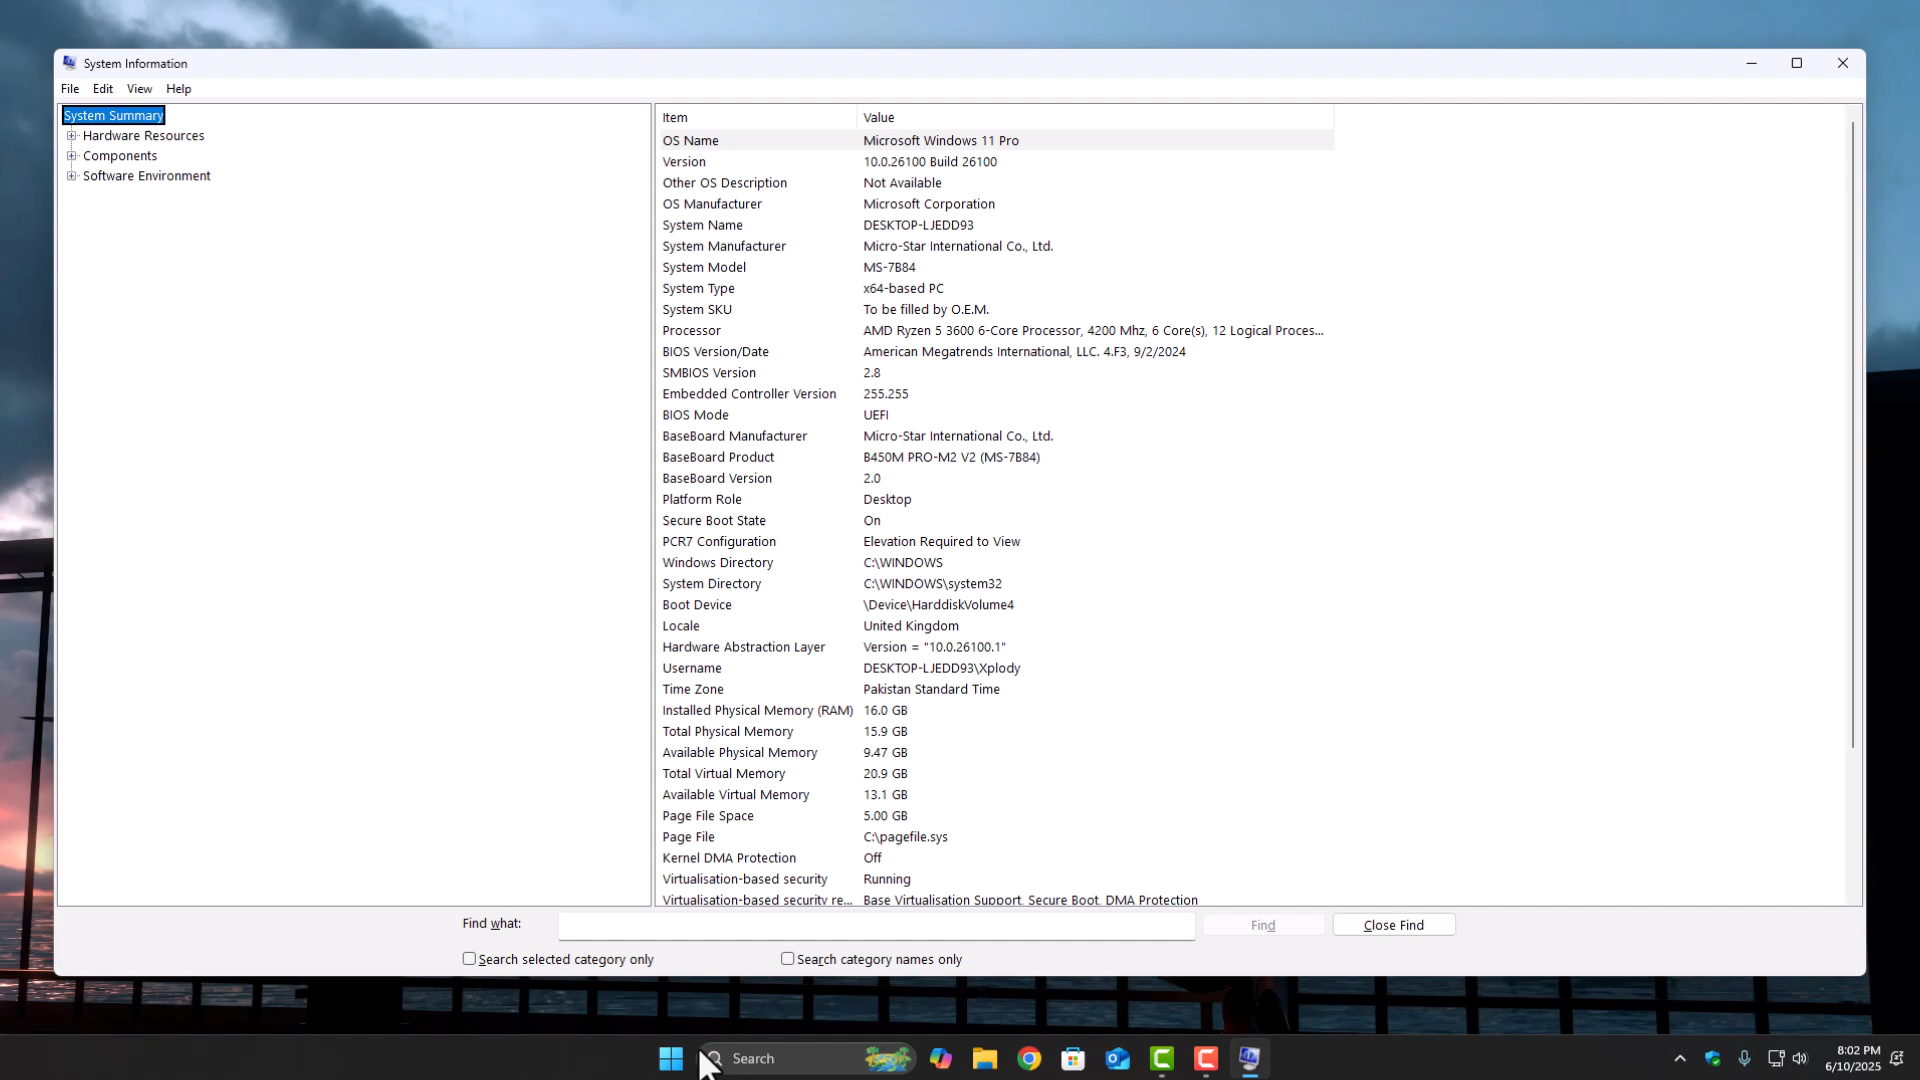 System Information
File Edit View Help
System Summary
Hardware Resources
Components
Software Environment
Item Value
OS Name Microsoft Windows 11 Pro
Version 10.0.26100 Build 26100
Other OS Description Not Available
OS Manufacturer Microsoft Corporation
System Name DESKTOP-LJEDD93
System Manufacturer Micro-Star International Co., Ltd.
System Model MS-7B84
System Type x64-based PC
System SKU To be filled by O.E.M.
Processor AMD Ryzen 5 3600 6-Core Processor, 4200 Mhz, 6 Core(s), 12 Logical Proces...
BIOS Version/Date American Megatrends International, LLC. 4.F3, 9/2/2024
SMBIOS Version 2.8
Embedded Controller Version 255.255
BIOS Mode UEFI
BaseBoard Manufacturer Micro-Star International Co., Ltd.
BaseBoard Product B450M PRO-M2 V2 (MS-7B84)
BaseBoard Version 2.0
Platform Role Desktop
Secure Boot State On
PCR7 Configuration Elevation Required to View
Windows Directory C:\WINDOWS
System Directory C:\WINDOWS\system32
Boot Device \Device\HarddiskVolume4
Locale United Kingdom
Hardware Abstraction Layer Version = "10.0.26100.1"
Username DESKTOP-LJEDD93\Xplody
Time Zone Pakistan Standard Time
Installed Physical Memory (RAM) 16.0 GB
Total Physical Memory 15.9 GB
Available Physical Memory 9.47 GB
Total Virtual Memory 20.9 GB
Available Virtual Memory 13.1 GB
Page File Space 5.00 GB
Page File C:\pagefile.sys
Kernel DMA Protection Off
Virtualisation-based security Running
Virtualisation-based security re... Base Virtualisation Support, Secure Boot, DMA Protection
Find what: Find Close Find
Search selected category only Search category names only
Search
8:02 PM
6/10/2025